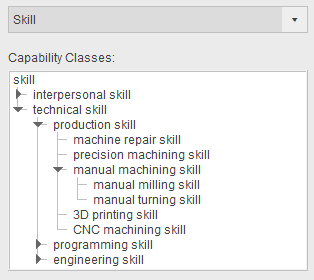 Skill
Capability Classes:
skill
interpersonal skill
technical skill
production skill
machine repair skill
precision machining skill
manual machining skill
manual milling skill
manual turning skill
3D printing skill
CNC machining skill
programming skill
engineering skill